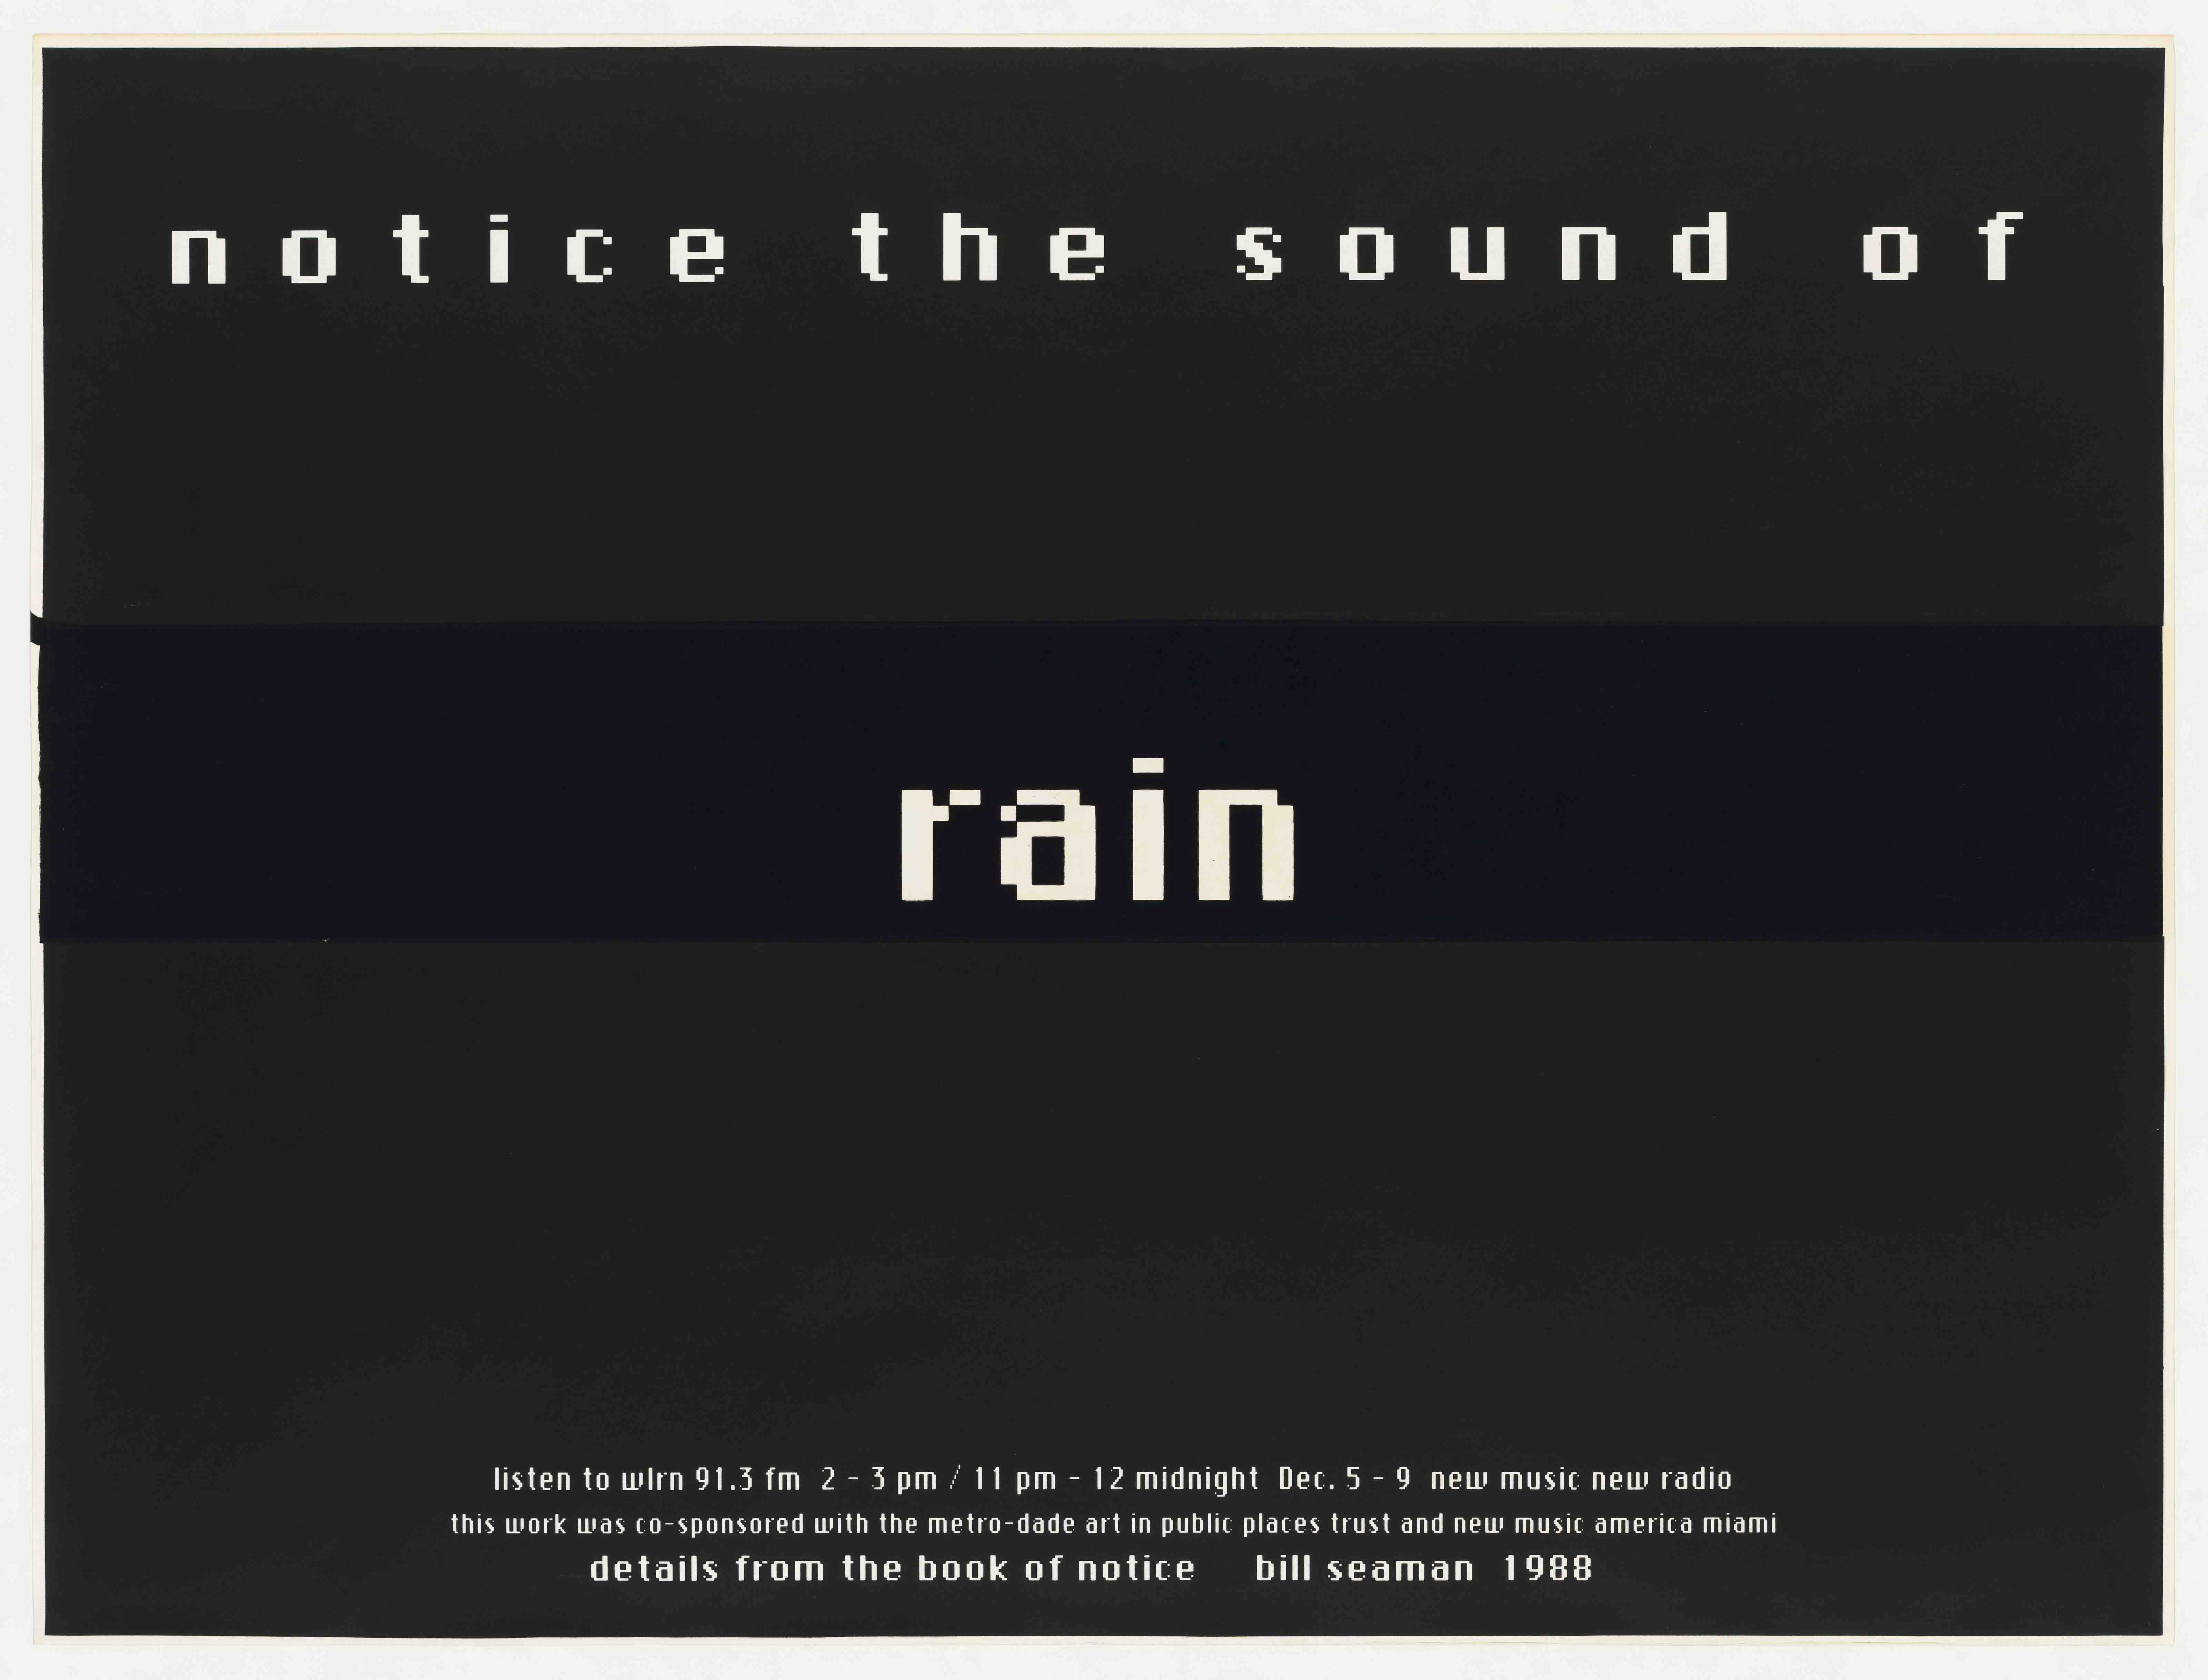 notice the sound of
rain
listen to wlrn 91.3 fm 2 - 3 pm / 11 pm - 12 midnight Dec. 5 - 9 new music new radio
this work was co-sponsored with the metro-dade art in public places trust and new music america miami
details from the book of notice bill seaman 1988